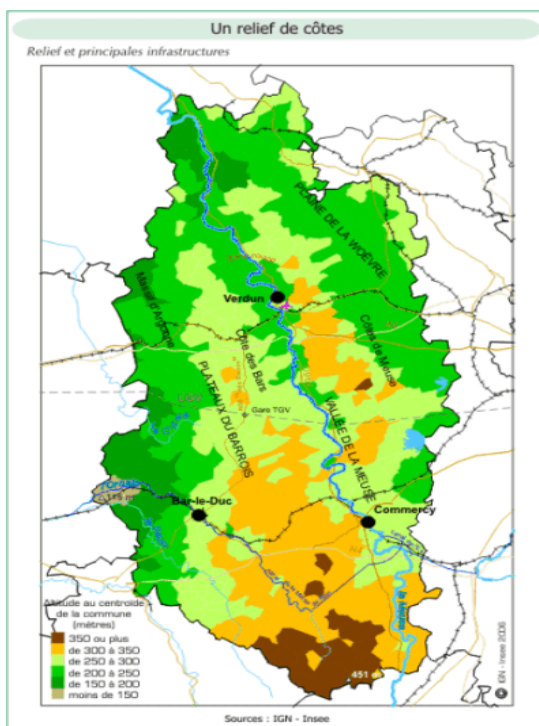 Un relief de côtes
Relief et principales infrastructures
PLAINE DE LA WOEVRE
Massif d'Argonne
Verdun
Côte des Bars
Côtes de Meuse
PLATEAUX DU BARROIS
VALLÉE DE LA MEUSE
Gare TGV
Bar-le-Duc
Commercy
la Meuse
451
Altitude au centroïde
de la commune
(mètres)
350 ou plus
de 300 à 350
de 250 à 300
de 200 à 250
de 150 à 200
moins de 150
© IGN - Insee 2006
Sources : IGN - Insee